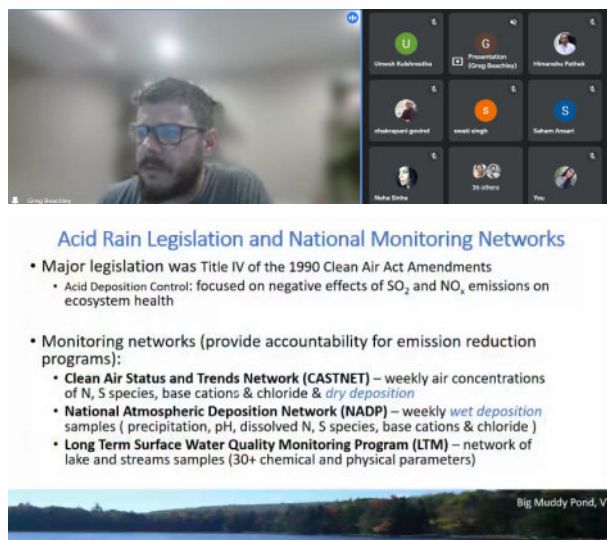 Greg Beachley
U
Umesh Kulshrestha
G
Presentation
(Greg Beachley)
Himanshu Pathak
chakrapani govind
S
swati singh
S
Saham Ansari
Neha Sinha
36 others
You
Acid Rain Legislation and National Monitoring Networks
• Major legislation was Title IV of the 1990 Clean Air Act Amendments
• Acid Deposition Control: focused on negative effects of SO₂ and NOₓ emissions on
ecosystem health
• Monitoring networks (provide accountability for emission reduction
programs):
• Clean Air Status and Trends Network (CASTNET) – weekly air concentrations
of N, S species, base cations & chloride & dry deposition
• National Atmospheric Deposition Network (NADP) – weekly wet deposition
samples ( precipitation, pH, dissolved N, S species, base cations & chloride )
• Long Term Surface Water Quality Monitoring Program (LTM) – network of
lake and streams samples (30+ chemical and physical parameters)
Big Muddy Pond, V